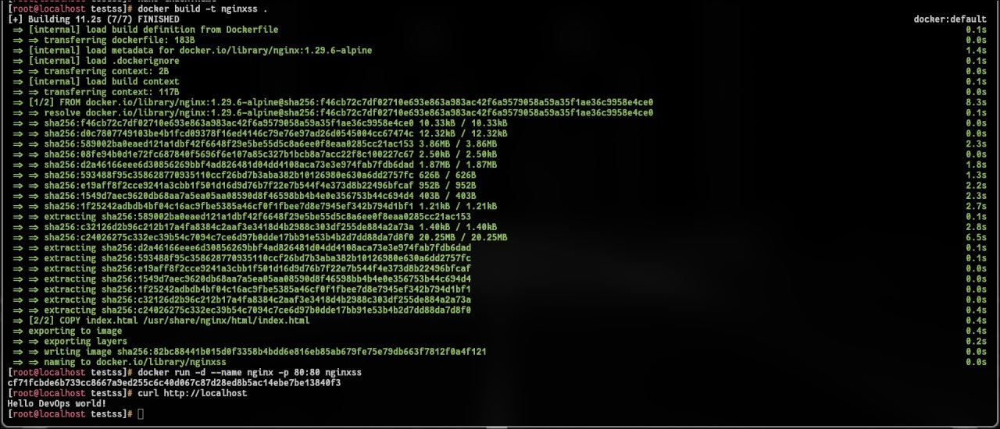 [root@localhost testss]# docker build -t nginxss .
[+] Building 11.2s (7/7) FINISHED docker:default
=> [internal] load build definition from Dockerfile 0.1s
=> => transferring dockerfile: 183B 0.0s
=> [internal] load metadata for docker.io/library/nginx:1.29.6-alpine 1.4s
=> [internal] load .dockerignore 0.1s
=> => transferring context: 2B 0.0s
=> [internal] load build context 0.1s
=> => transferring context: 117B 0.0s
=> [1/2] FROM docker.io/library/nginx:1.29.6-alpine@sha256:f46cb72c7df02710e693e863a983ac42f6a9579058a59a35f1ae36c9958e4ce0 8.3s
=> => resolve docker.io/library/nginx:1.29.6-alpine@sha256:f46cb72c7df02710e693e863a983ac42f6a9579058a59a35f1ae36c9958e4ce0 0.1s
=> => sha256:f46cb72c7df02710e693e863a983ac42f6a9579058a59a35f1ae36c9958e4ce0 10.33kB / 10.33kB 0.0s
=> => sha256:d0c7807749103be4b1fcd09378f16ed4146c79e76e97ad26d0545004cc67474c 12.32kB / 12.32kB 0.0s
=> => sha256:589002ba0eaed121a1dbf42f6648f29e5be55d5c8a6ee0f8eaa0285cc21ac153 3.86MB / 3.86MB 2.3s
=> => sha256:08fe94b0d1e72fc687840f5696f6e107a85c327b1bcb8a7acc22f8c100227c67 2.50kB / 2.50kB 0.0s
=> => sha256:d2a46166eee6d30856269bbf4ad826481d04dd4108aca73e3e974fab7fdb6dad 1.87MB / 1.87MB 1.8s
=> => sha256:593488f95c358628770935110ccf26bd7b3aba382b10126980e630a6dd2757fc 626B / 626B 1.3s
=> => sha256:e19aff8f2cce9241a3cbb1f501d16d9d76b7f22e7b544f4e373d8b22496bfcaf 952B / 952B 2.2s
=> => sha256:1549d7aec9620db68aa7a5ea05aa08590d8f46598bb4b4e0e356753b44c694d4 403B / 403B 2.3s
=> => sha256:1f25242adbdb4bf04c16ac9fbe5385a46cf0f1fbee7d8e7945ef342b794d1bf1 1.21kB / 1.21kB 2.7s
=> => extracting sha256:589002ba0eaed121a1dbf42f6648f29e5be55d5c8a6ee0f8eaa0285cc21ac153 0.1s
=> => sha256:c32126d2b96c212b17a4fa8384c2aaf3e3418d4b2988c303df255de884a2a73a 1.40kB / 1.40kB 2.8s
=> => sha256:c24026275c332ec39b54c7094c7ce6d97b0dde17bb91e53b4b2d7dd88da7d8f0 20.25MB / 20.25MB 6.5s
=> => extracting sha256:d2a46166eee6d30856269bbf4ad826481d04dd4108aca73e3e974fab7fdb6dad 0.1s
=> => extracting sha256:593488f95c358628770935110ccf26bd7b3aba382b10126980e630a6dd2757fc 0.0s
=> => extracting sha256:e19aff8f2cce9241a3cbb1f501d16d9d76b7f22e7b544f4e373d8b22496bfcaf 0.0s
=> => extracting sha256:1549d7aec9620db68aa7a5ea05aa08590d8f46598bb4b4e0e356753b44c694d4 0.0s
=> => extracting sha256:1f25242adbdb4bf04c16ac9fbe5385a46cf0f1fbee7d8e7945ef342b794d1bf1 0.0s
=> => extracting sha256:c32126d2b96c212b17a4fa8384c2aaf3e3418d4b2988c303df255de884a2a73a 0.0s
=> => extracting sha256:c24026275c332ec39b54c7094c7ce6d97b0dde17bb91e53b4b2d7dd88da7d8f0 0.4s
=> [2/2] COPY index.html /usr/share/nginx/html/index.html 0.4s
=> exporting to image 0.4s
=> => exporting layers 0.2s
=> => writing image sha256:82bc88441b015d0f3358b4bdd6e816eb85ab679fe75e79db663f7812f0a4f121 0.0s
=> => naming to docker.io/library/nginxss 0.0s
[root@localhost testss]# docker run -d --name nginx -p 80:80 nginxss
cf71fcbde6b739cc8667a9ed255c6c40d067c87d28ed8b5ac14ebe7be13840f3
[root@localhost testss]# curl http://localhost
Hello DevOps world!
[root@localhost testss]#